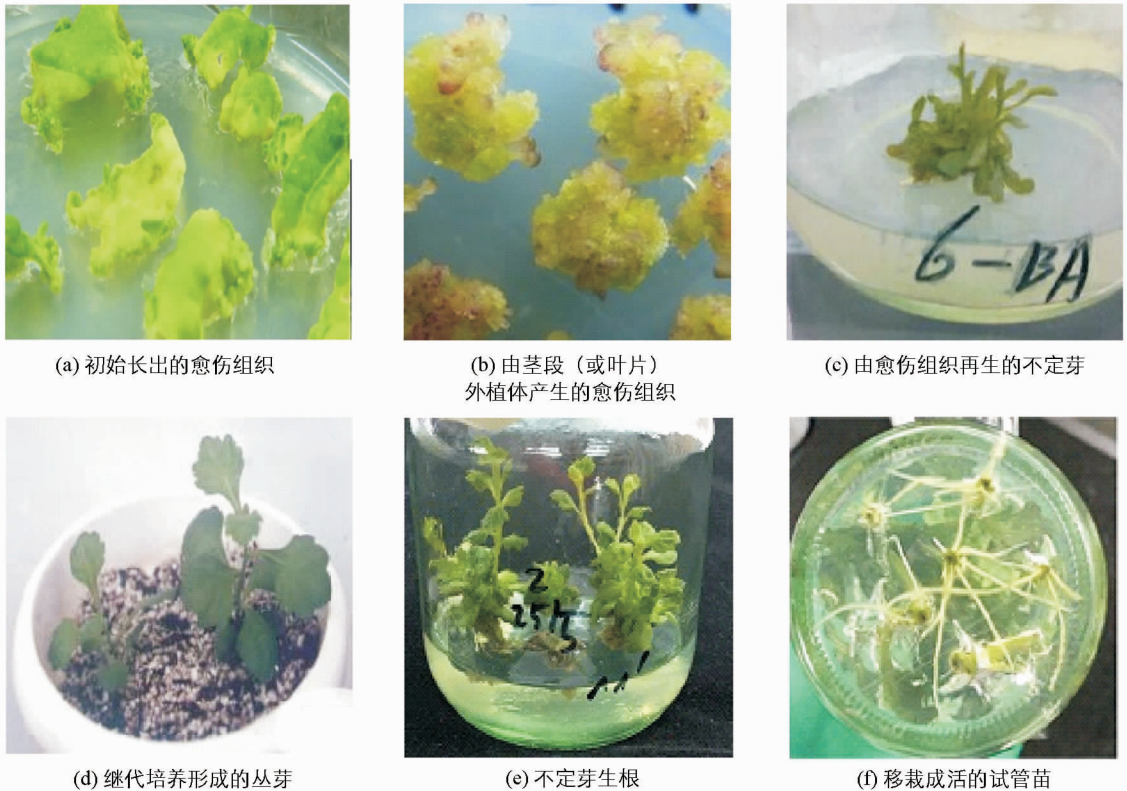 6-BA
(a) 初始长出的愈伤组织
(b) 由茎段（或叶片）
外植体产生的愈伤组织
(c) 由愈伤组织再生的不定芽
2
(d) 继代培养形成的丛芽
(e) 不定芽生根
(f) 移栽成活的试管苗